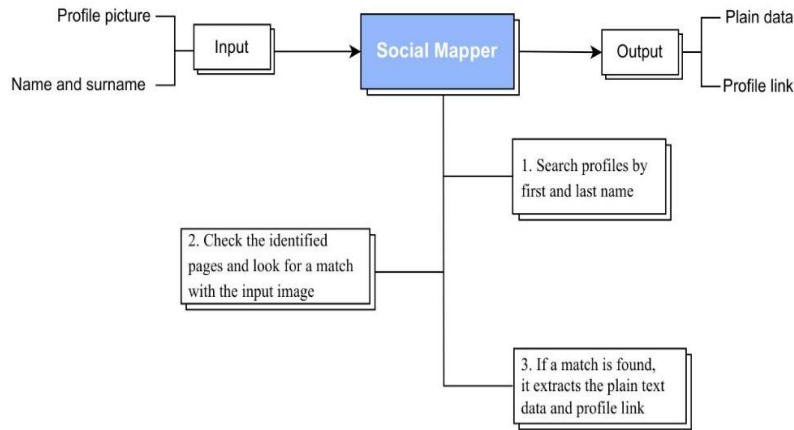 Profile picture
Name and surname
Input
Social Mapper
Output
Plain data
Profile link
1. Search profiles by
first and last name
2. Check the identified
pages and look for a match
with the input image
3. If a match is found,
it extracts the plain text
data and profile link